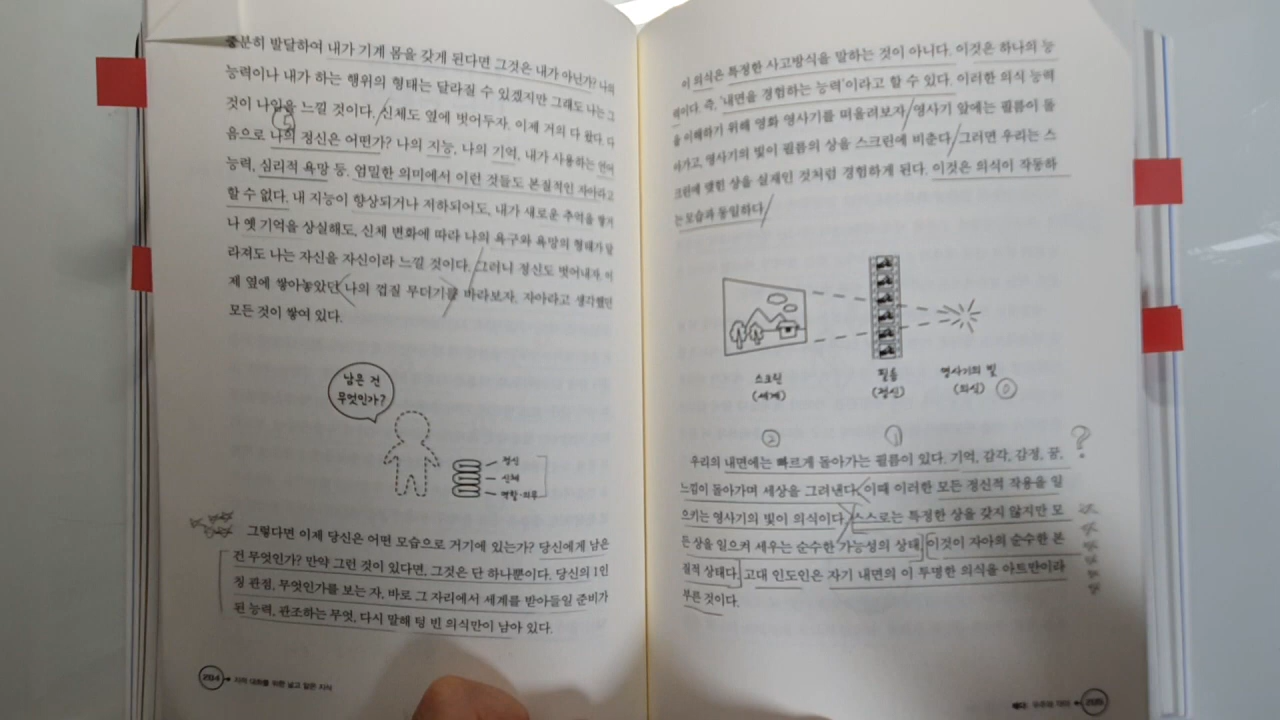 충분히 발달하여 내가 기계 몸을 갖게 된다면 그것은 내가 아닌가? 나의
능력이나 내가 하는 행위의 형태는 달라질 수 있겠지만 그래도 나는 그
것이 나임을 느낄 것이다. 신체도 옆에 벗어두자. 이제 거의 다 왔다. 다
음으로 나의 정신은 어떤가? 나의 지능, 나의 기억, 내가 사용하는 언어
능력, 심리적 욕망 등. 엄밀한 의미에서 이런 것들도 본질적인 자아라고
할 수 없다. 내 지능이 향상되거나 저하되어도, 내가 새로운 추억을 쌓거
나 옛 기억을 상실해도, 신체 변화에 따라 나의 욕구와 욕망의 형태가 달
라져도 나는 자신을 자신이라 느낄 것이다. 그러니 정신도 벗어내자. 이
제 옆에 쌓아놓았던 나의 껍질 무더기를 바라보자. 자아라고 생각했던
모든 것이 쌓여 있다.
남은 건
무엇인가?
정신
신체
역할·의무
그렇다면 이제 당신은 어떤 모습으로 거기에 있는가? 당신에게 남은
건 무엇인가? 만약 그런 것이 있다면, 그것은 단 하나뿐이다. 당신의 1인
칭 관점, 무엇인가를 보는 자, 바로 그 자리에서 세계를 받아들일 준비가
된 능력, 관조하는 무엇, 다시 말해 텅 빈 의식만이 남아 있다.
204 지적 대화를 위한 넓고 얕은 지식
이 의식은 특정한 사고방식을 말하는 것이 아니다. 이것은 하나의 능
력이다. 즉, '내면을 경험하는 능력'이라고 할 수 있다. 이러한 의식 능력
을 이해하기 위해 영화 영사기를 떠올려보자. 영사기 앞에는 필름이 돌
아가고, 영사기의 빛이 필름의 상을 스크린에 비춘다. 그러면 우리는 스
크린에 맺힌 상을 실재인 것처럼 경험하게 된다. 이것은 의식이 작동하
는 모습과 동일하다.
스크린 필름 영사기의 빛
(세계) (정신) (의식) ⓪
② ①
우리의 내면에는 빠르게 돌아가는 필름이 있다. 기억, 감각, 감정, 꿈, ?
느낌이 돌아가며 세상을 그려낸다. 이때 이러한 모든 정신적 작용을 일
으키는 영사기의 빛이 의식이다. 스스로는 특정한 상을 갖지 않지만 모
든 상을 일으켜 세우는 순수한 가능성의 상태, 이것이 자아의 순수한 본
질적 상태다. 고대 인도인은 자기 내면의 이 투명한 의식을 아트만이라
부른 것이다.
베다 205